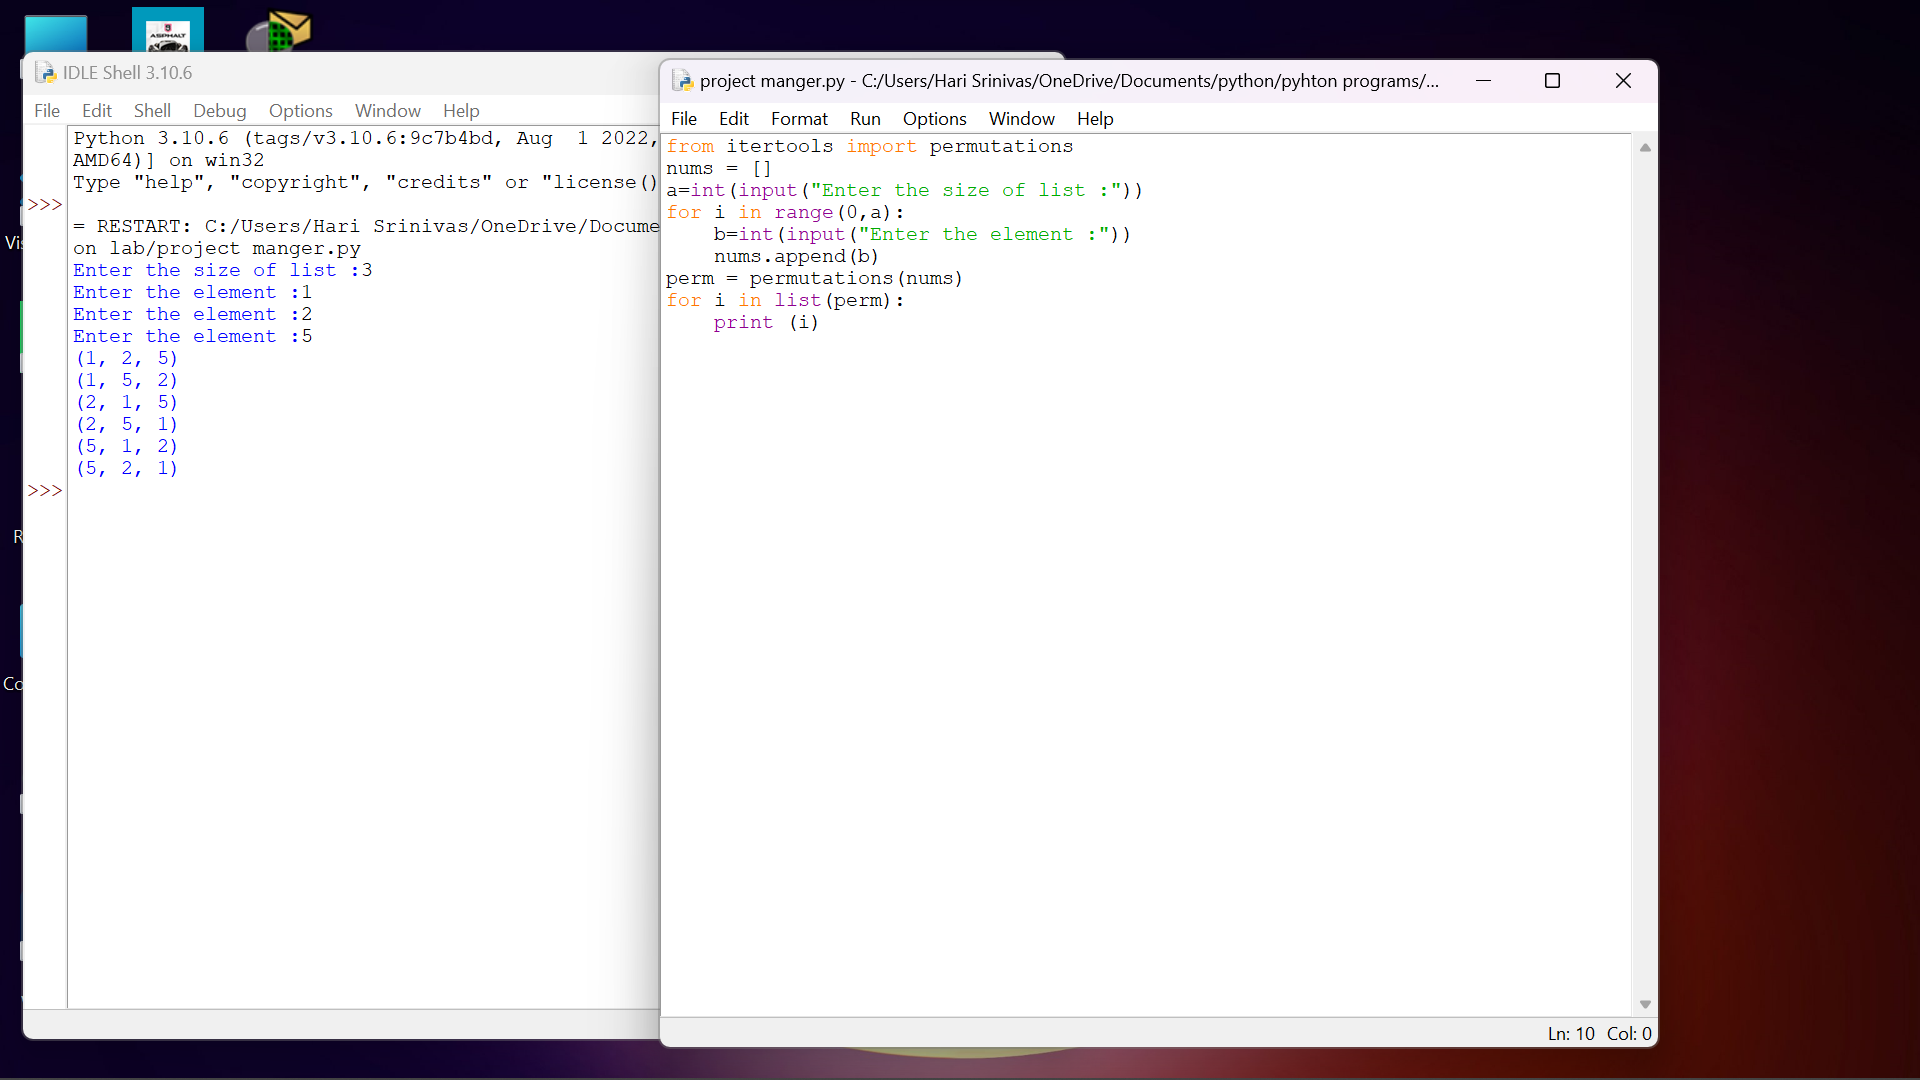 ASPHALT
IDLE Shell 3.10.6
File Edit Shell Debug Options Window Help
Python 3.10.6 (tags/v3.10.6:9c7b4bd, Aug  1 2022,
AMD64)] on win32
Type "help", "copyright", "credits" or "license()
>>>
= RESTART: C:/Users/Hari Srinivas/OneDrive/Docume
on lab/project manger.py
Enter the size of list :3
Enter the element :1
Enter the element :2
Enter the element :5
(1, 2, 5)
(1, 5, 2)
(2, 1, 5)
(2, 5, 1)
(5, 1, 2)
(5, 2, 1)
>>>
project manger.py - C:/Users/Hari Srinivas/OneDrive/Documents/python/pyhton programs/...
File Edit Format Run Options Window Help
from itertools import permutations
nums = []
a=int(input("Enter the size of list :"))
for i in range(0,a):
    b=int(input("Enter the element :"))
    nums.append(b)
perm = permutations(nums)
for i in list(perm):
    print (i)
Ln: 10 Col: 0